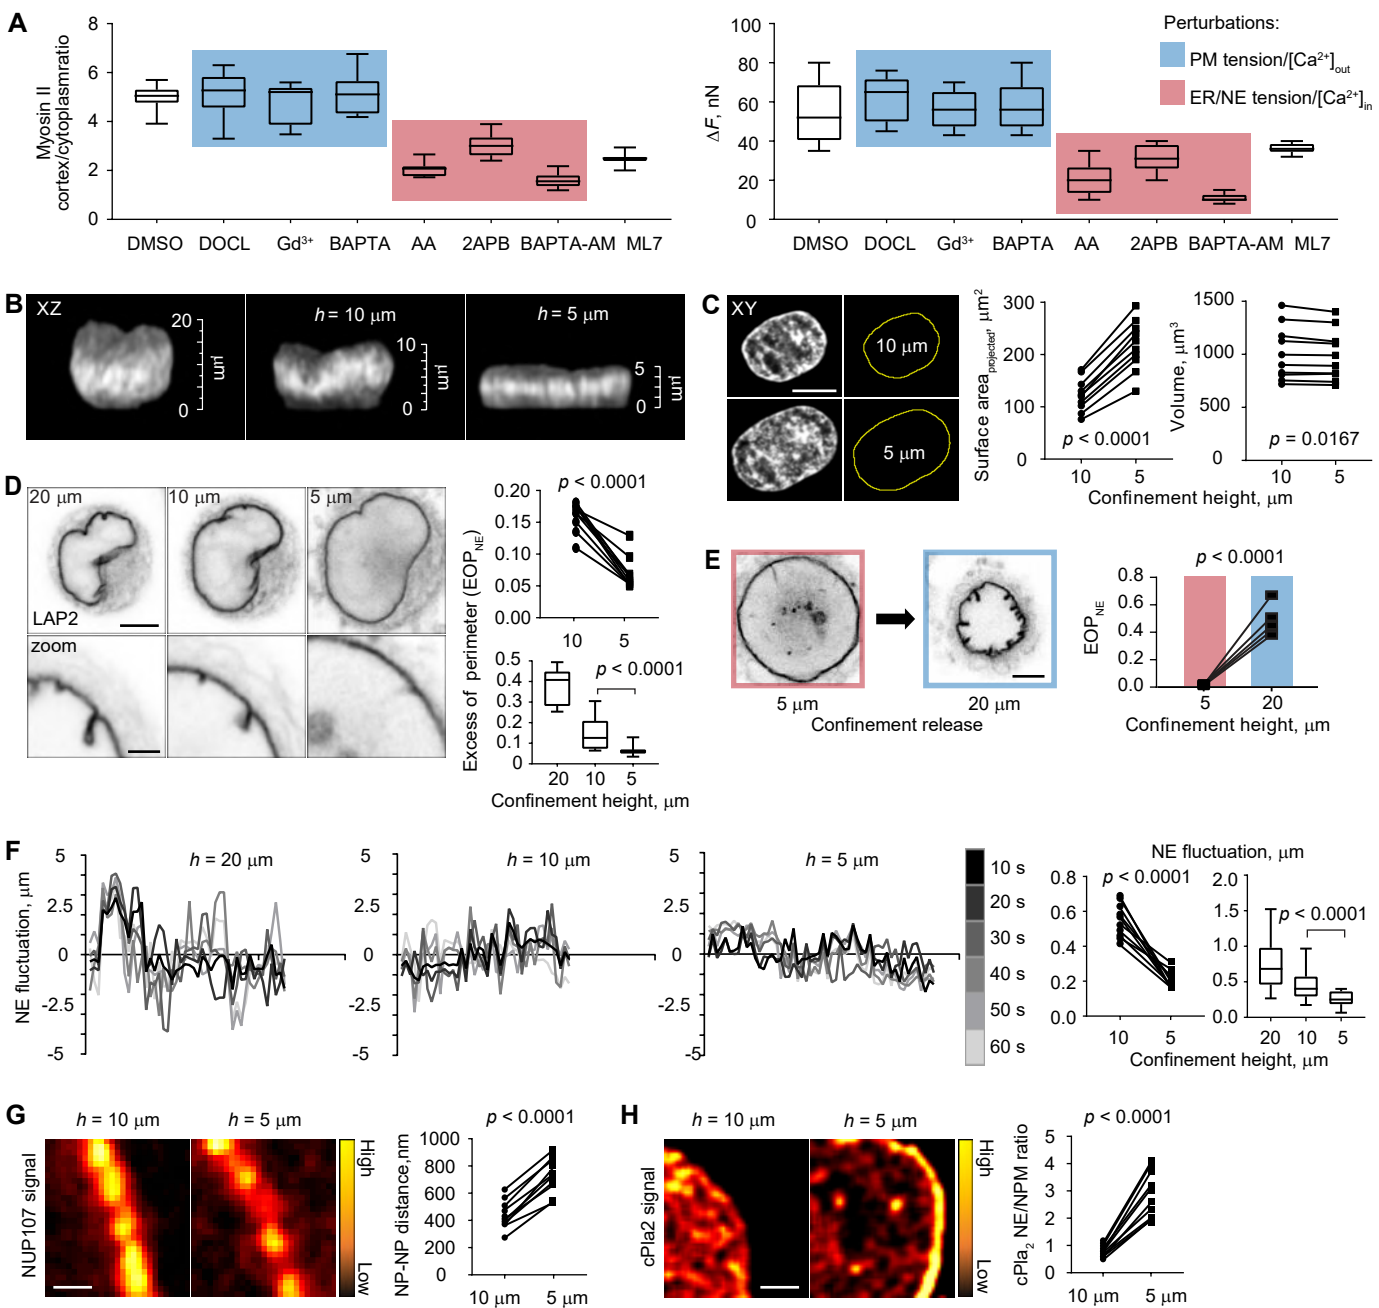 A
Myosin II
cortex/cytoplasmratio
8
6
4
2
0
DMSO DOCL Gd³⁺ BAPTA AA 2APB BAPTA-AM ML7
ΔF, nN
100
80
60
40
20
0
DMSO DOCL Gd³⁺ BAPTA AA 2APB BAPTA-AM ML7
Perturbations:
PM tension/[Ca²⁺]out
ER/NE tension/[Ca²⁺]in
B
XZ
20
0
μm
h = 10 μm
10
0
μm
h = 5 μm
5
0
μm
C
XY
10 μm
5 μm
Surface area projected, μm²
300
200
100
0
p < 0.0001
10 5
Volume, μm³
1500
1000
500
0
p = 0.0167
10 5
Confinement height, μm
D
20 μm
10 μm
5 μm
LAP2
zoom
Excess of perimeter (EOP NE)
p < 0.0001
0.20
0.15
0.10
0.05
0.00
10 5
0.5
0.4
0.3
0.2
0.1
0
p < 0.0001
20 10 5
Confinement height, μm
E
5 μm
20 μm
Confinement release
p < 0.0001
EOP NE
0.8
0.6
0.4
0.2
0.0
5 20
Confinement height, μm
F
NE fluctuation, μm
h = 20 μm
5
2.5
0
-2.5
-5
h = 10 μm
5
2.5
0
-2.5
-5
h = 5 μm
5
2.5
0
-2.5
-5
10 s
20 s
30 s
40 s
50 s
60 s
NE fluctuation, μm
p < 0.0001
0.8
0.6
0.4
0.2
0.0
10 5
2.0
1.5
1.0
0.5
0.0
p < 0.0001
20 10 5
Confinement height, μm
G
h = 10 μm
h = 5 μm
NUP107 signal
High
Low
p < 0.0001
NP-NP distance,nm
1000
800
600
400
200
0
10 μm 5 μm
H
h = 10 μm
h = 5 μm
cPla2 signal
High
Low
p < 0.0001
cPla₂ NE/NPM ratio
5
4
3
2
1
0
10 μm 5 μm